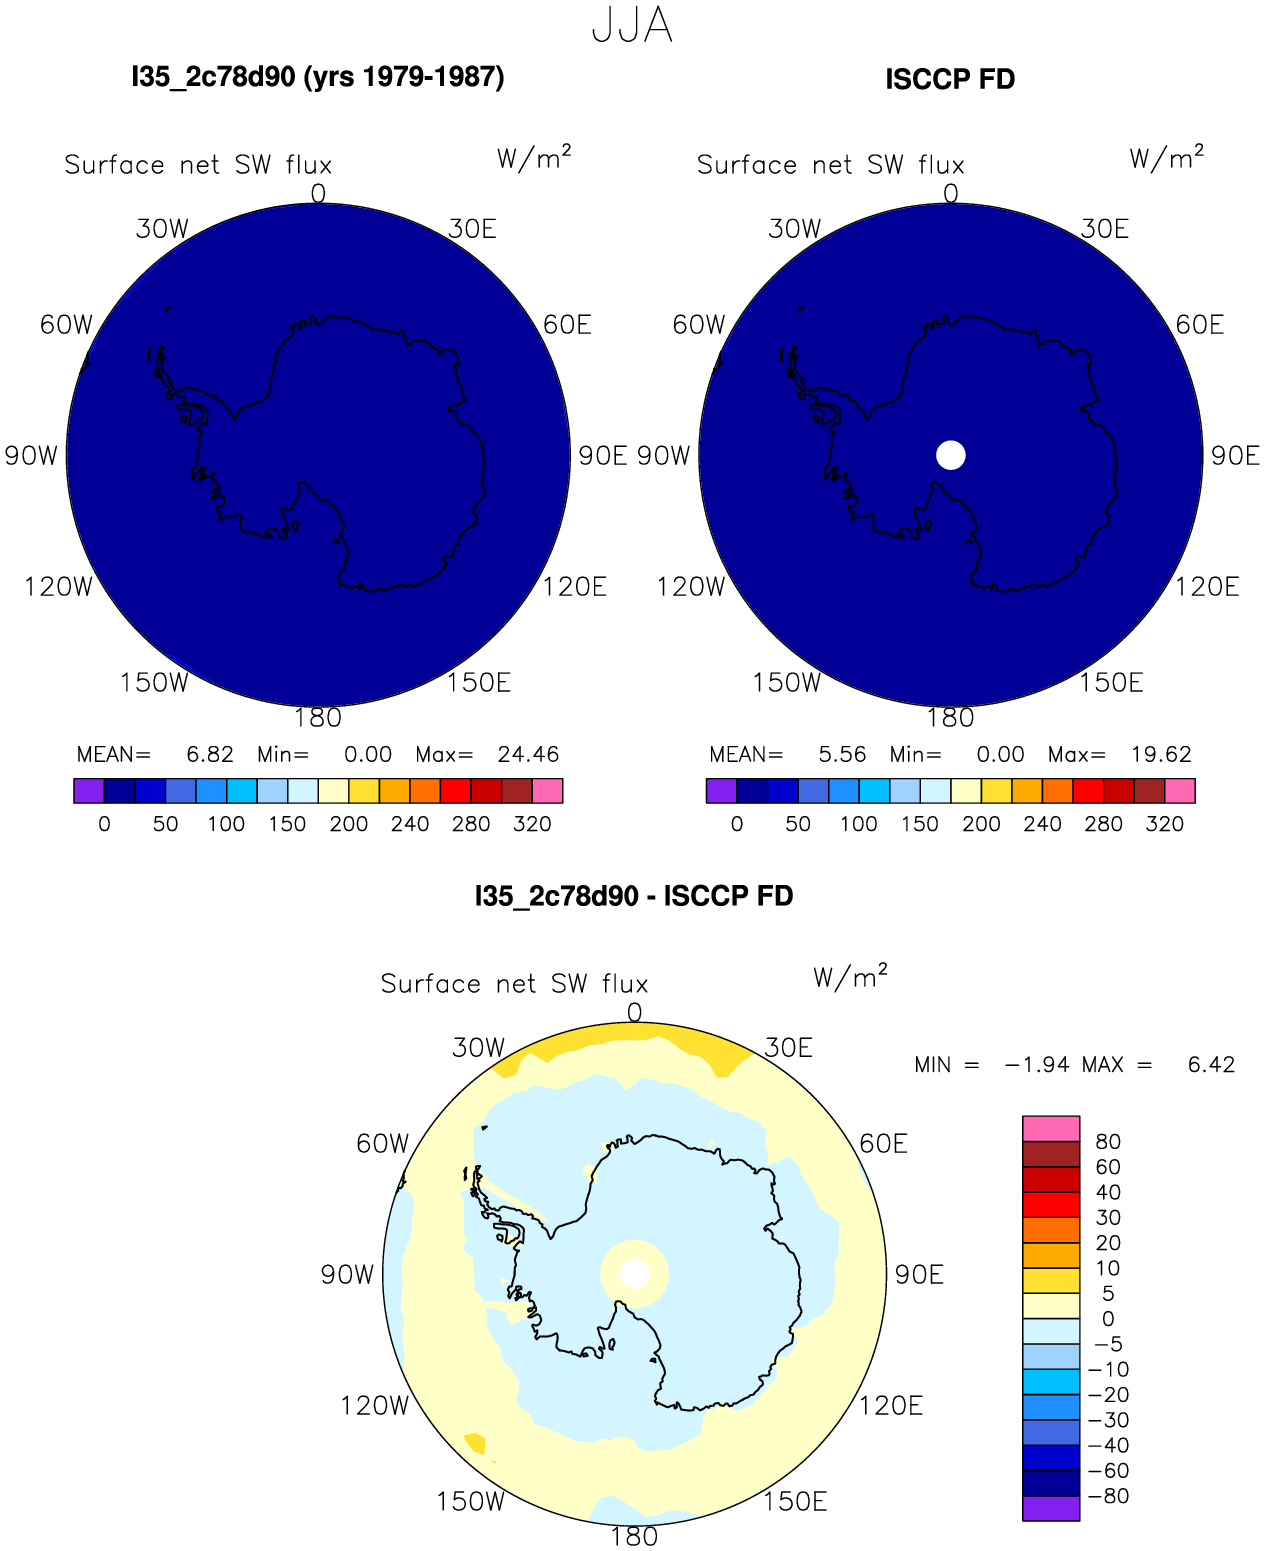 JJA
I35_2c78d90 (yrs 1979-1987)
ISCCP FD
Surface net SW flux
W/m²
Surface net SW flux
W/m²
0
0
30W
30E
30W
30E
60W
60E
60W
60E
90W
90E
90W
90E
120W
120E
120W
120E
150W
150E
150W
150E
180
180
MEAN= 6.82 Min= 0.00 Max= 24.46
MEAN= 5.56 Min= 0.00 Max= 19.62
0 50 100 150 200 240 280 320
0 50 100 150 200 240 280 320
I35_2c78d90 - ISCCP FD
Surface net SW flux
W/m²
0
30W
30E
MIN = −1.94 MAX = 6.42
60W
60E
90W
90E
120W
120E
150W
150E
180
80
60
40
30
20
10
5
0
−5
−10
−20
−30
−40
−60
−80